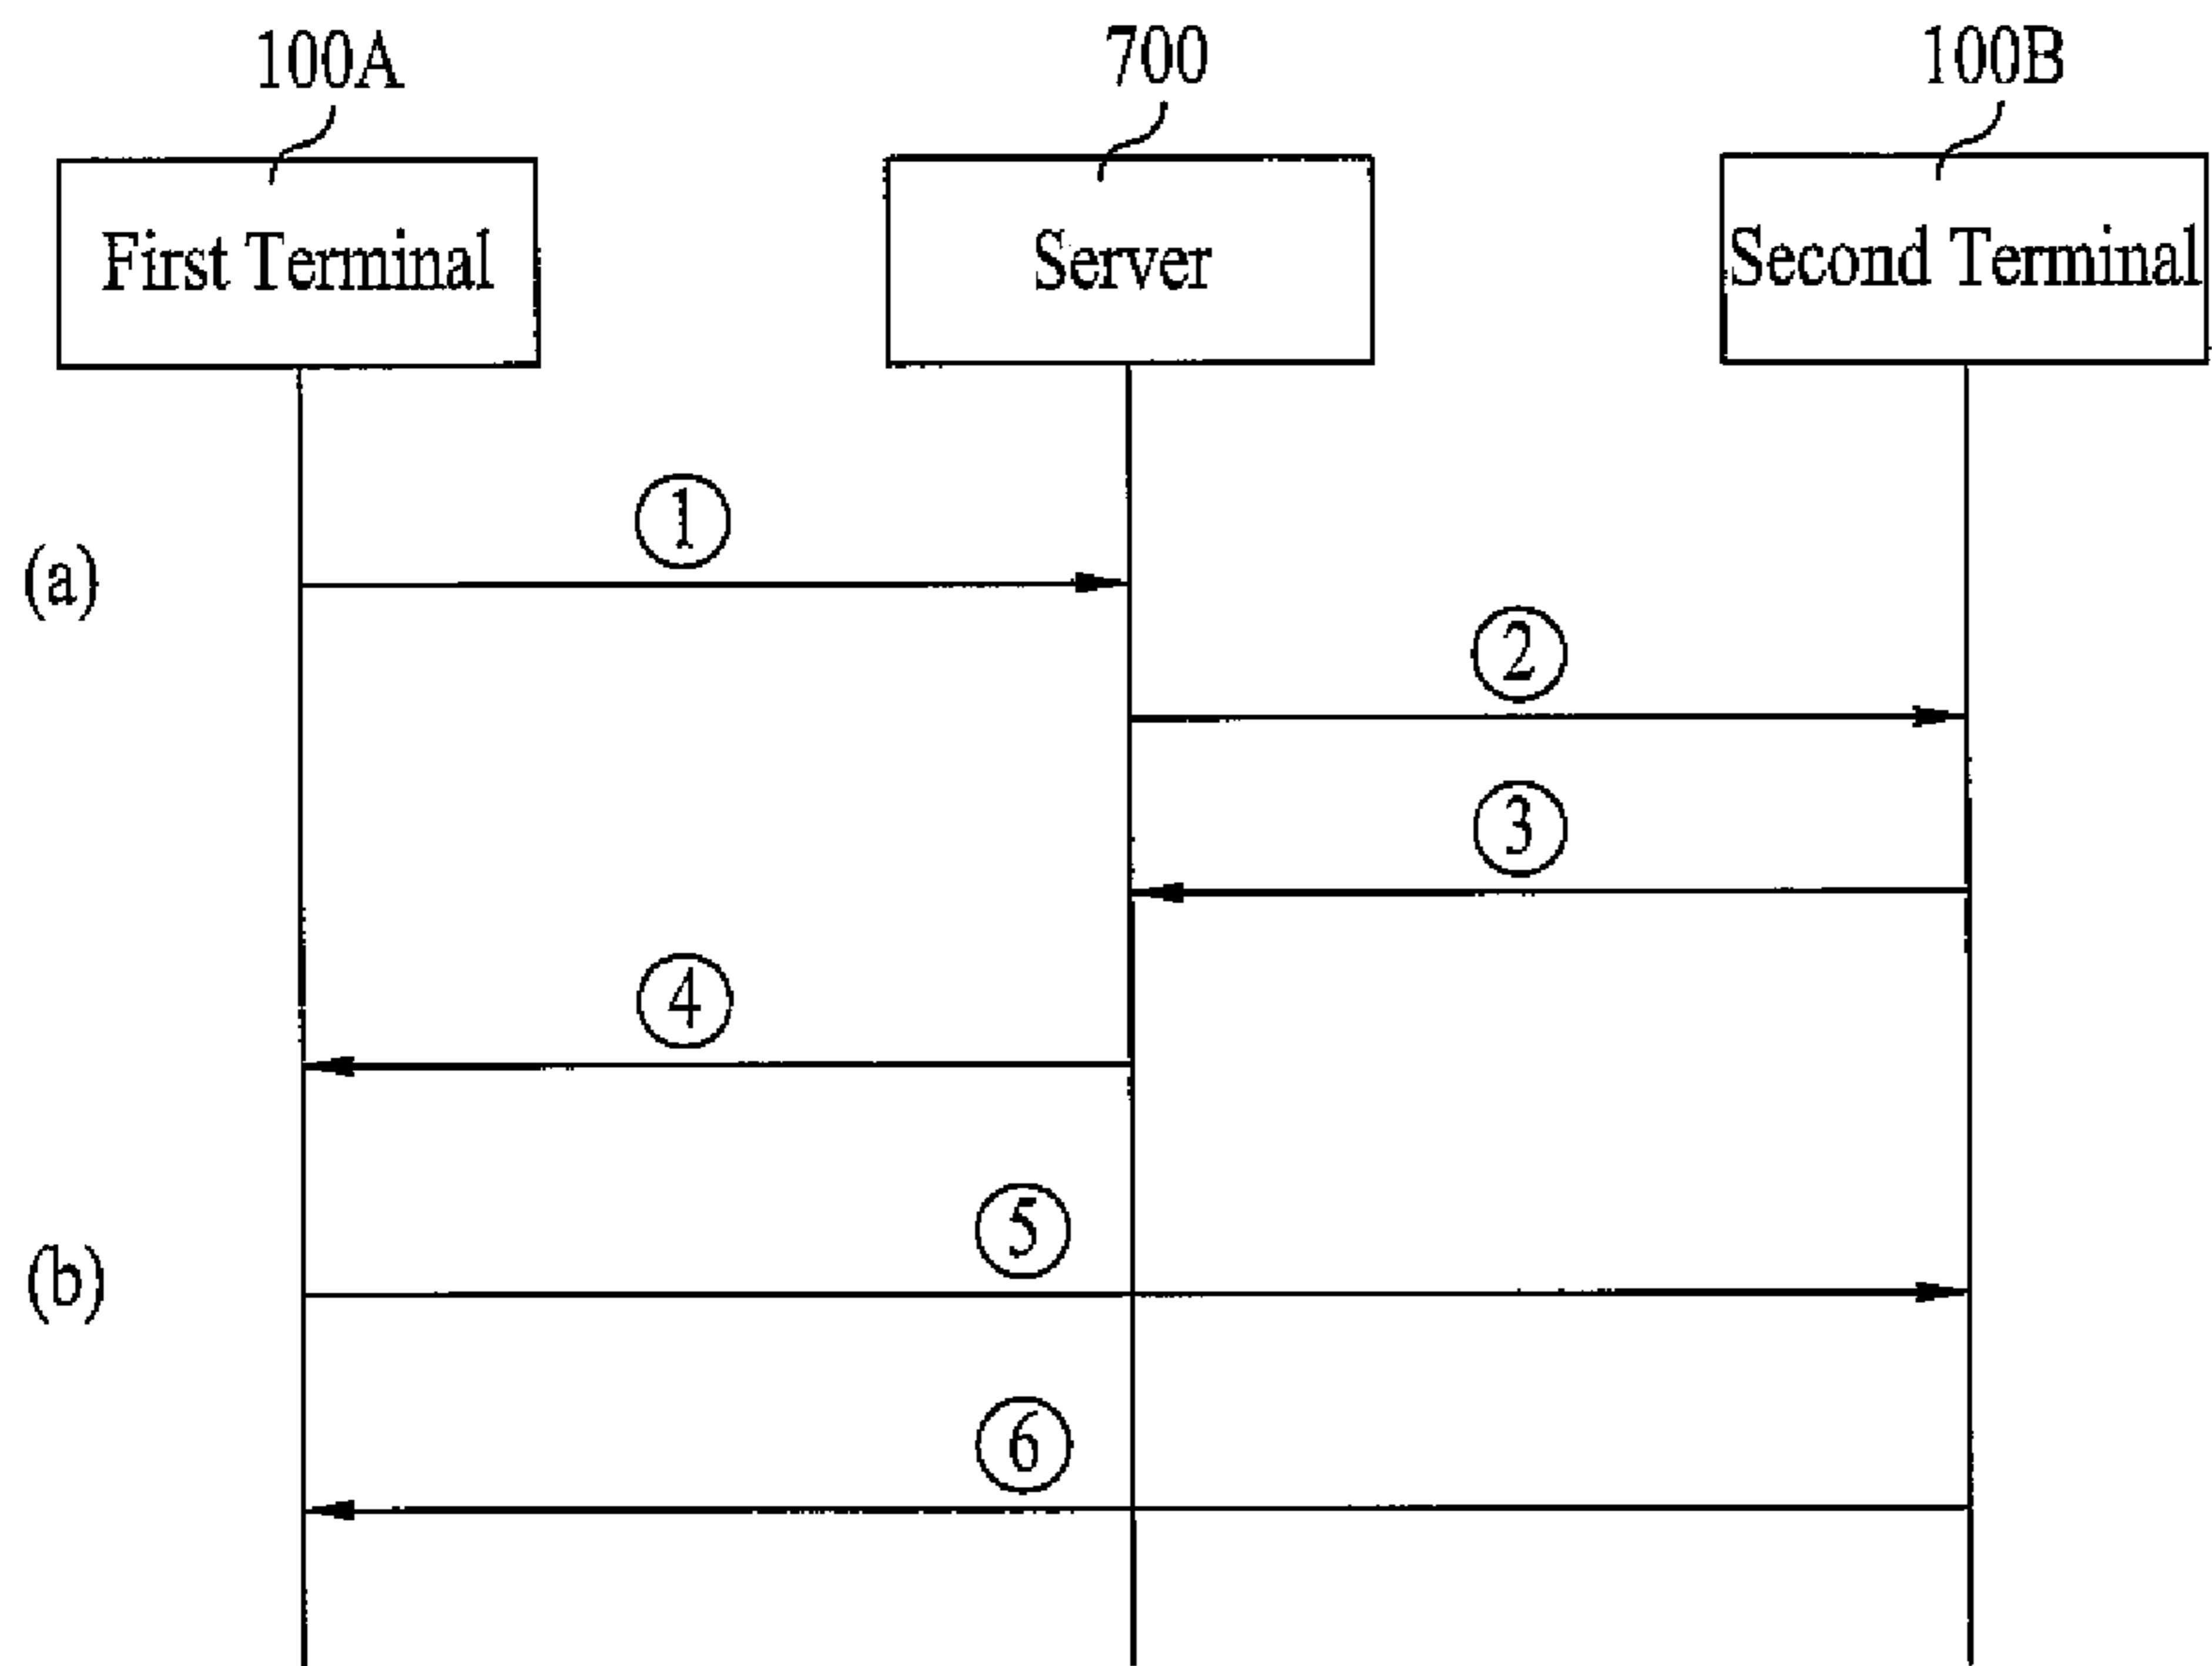 100A
700
100B
First Terminal
Server
Second Terminal
①
(a)
②
③
④
⑤
(b)
⑥